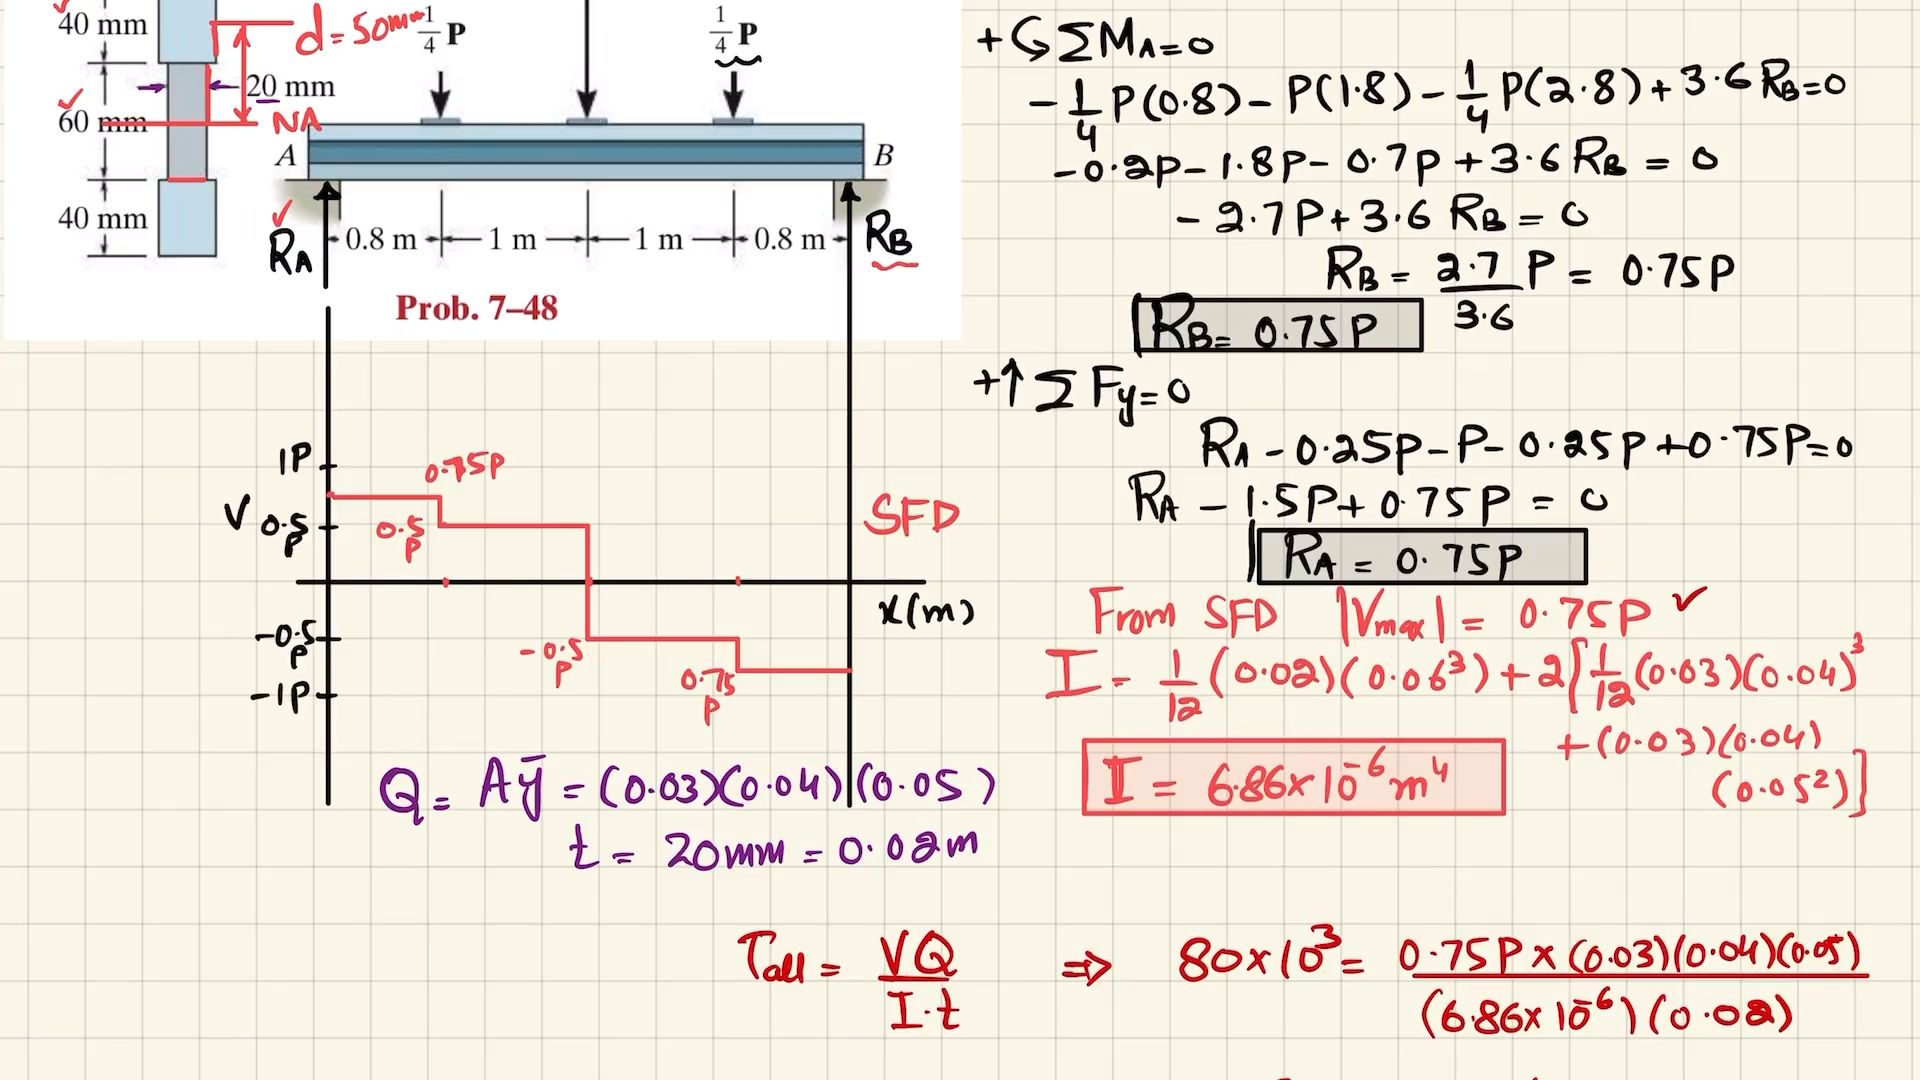 40 mm
d = 50mm
1/4 P
1/4 P
20 mm
60 mm
NA
A
B
40 mm
RA
0.8 m
1 m
1 m
0.8 m
RB
Prob. 7–48
1P
0.75P
V
0.5P
0.5P
SFD
x(m)
-0.5P
-0.5P
0.75P
-1P
Q = Aȳ = (0.03)(0.04)(0.05)
t = 20mm = 0.02m
+ ↺ ΣMA=0
- 1/4 P(0.8) - P(1.8) - 1/4 P(2.8) + 3.6 RB=0
-0.2P - 1.8P - 0.7P + 3.6 RB = 0
- 2.7P + 3.6 RB = 0
RB = 2.7/3.6 P = 0.75P
RB = 0.75P
+↑ Σ Fy=0
RA - 0.25P - P - 0.25P + 0.75P=0
RA - 1.5P + 0.75P = 0
RA = 0.75P
From SFD |Vmax| = 0.75P ✓
I = 1/12 (0.02)(0.06³) + 2[1/12 (0.03)(0.04)³
+ (0.03)(0.04)
(0.05²)]
I = 6.86×10⁻⁶ m⁴
Tall = VQ/I.t ⇒ 80×10³ = 0.75P × (0.03)(0.04)(0.05)/(6.86×10⁻⁶)(0.02)